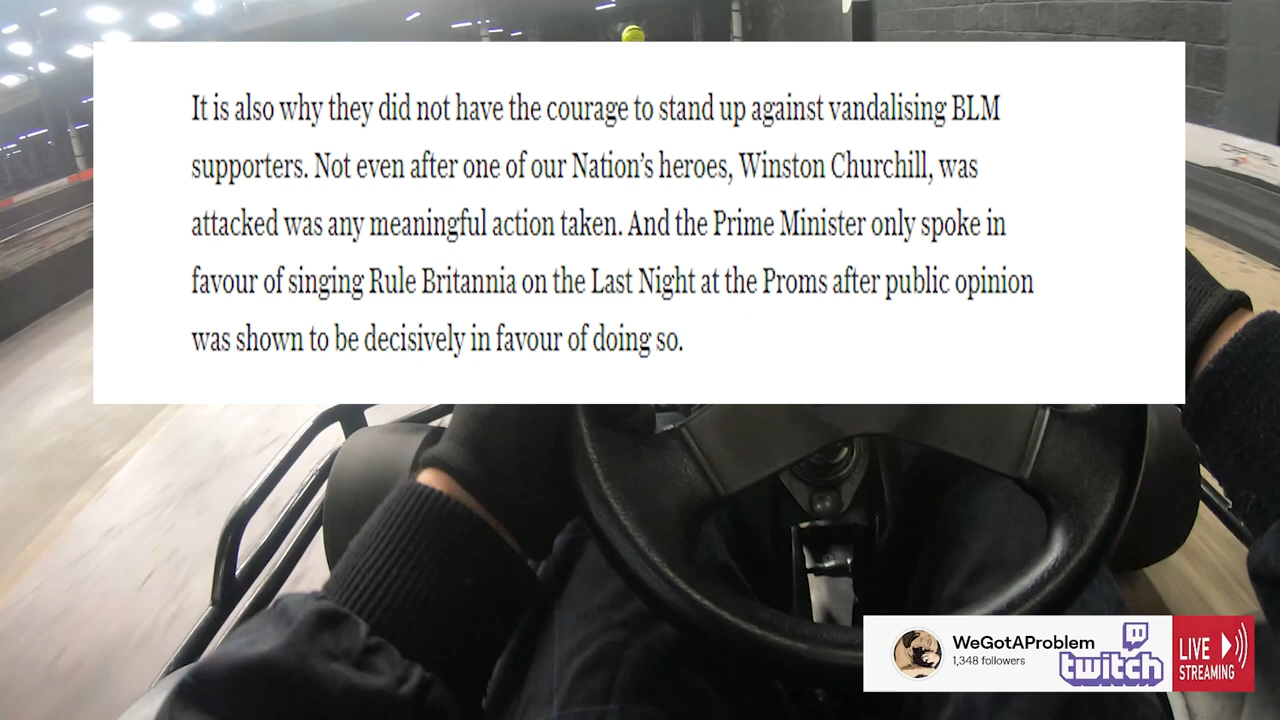 It is also why they did not have the courage to stand up against vandalising BLM
supporters. Not even after one of our Nation's heroes, Winston Churchill, was
attacked was any meaningful action taken. And the Prime Minister only spoke in
favour of singing Rule Britannia on the Last Night at the Proms after public opinion
was shown to be decisively in favour of doing so.
WeGotAProblem
1,348 followers
twitch
LIVE
STREAMING